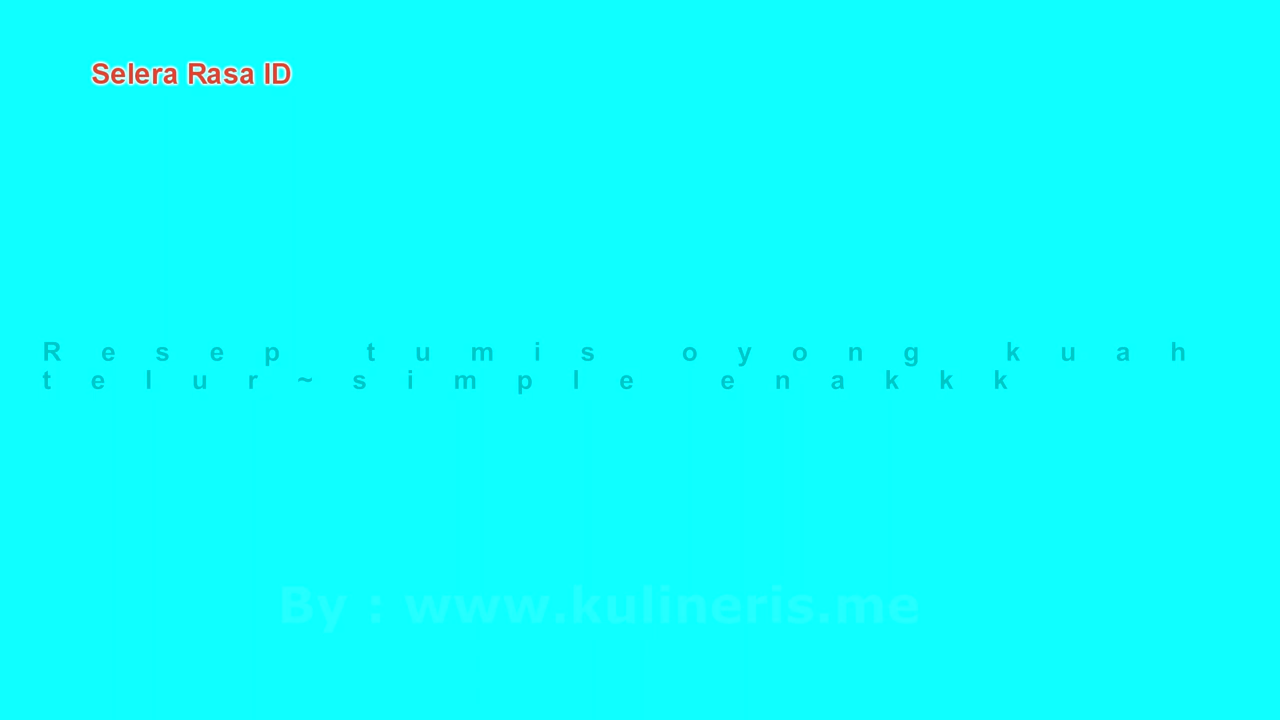 Selera Rasa ID
Resep tumis oyong kuah
telur~simple enakkk
By : www.kulineris.me